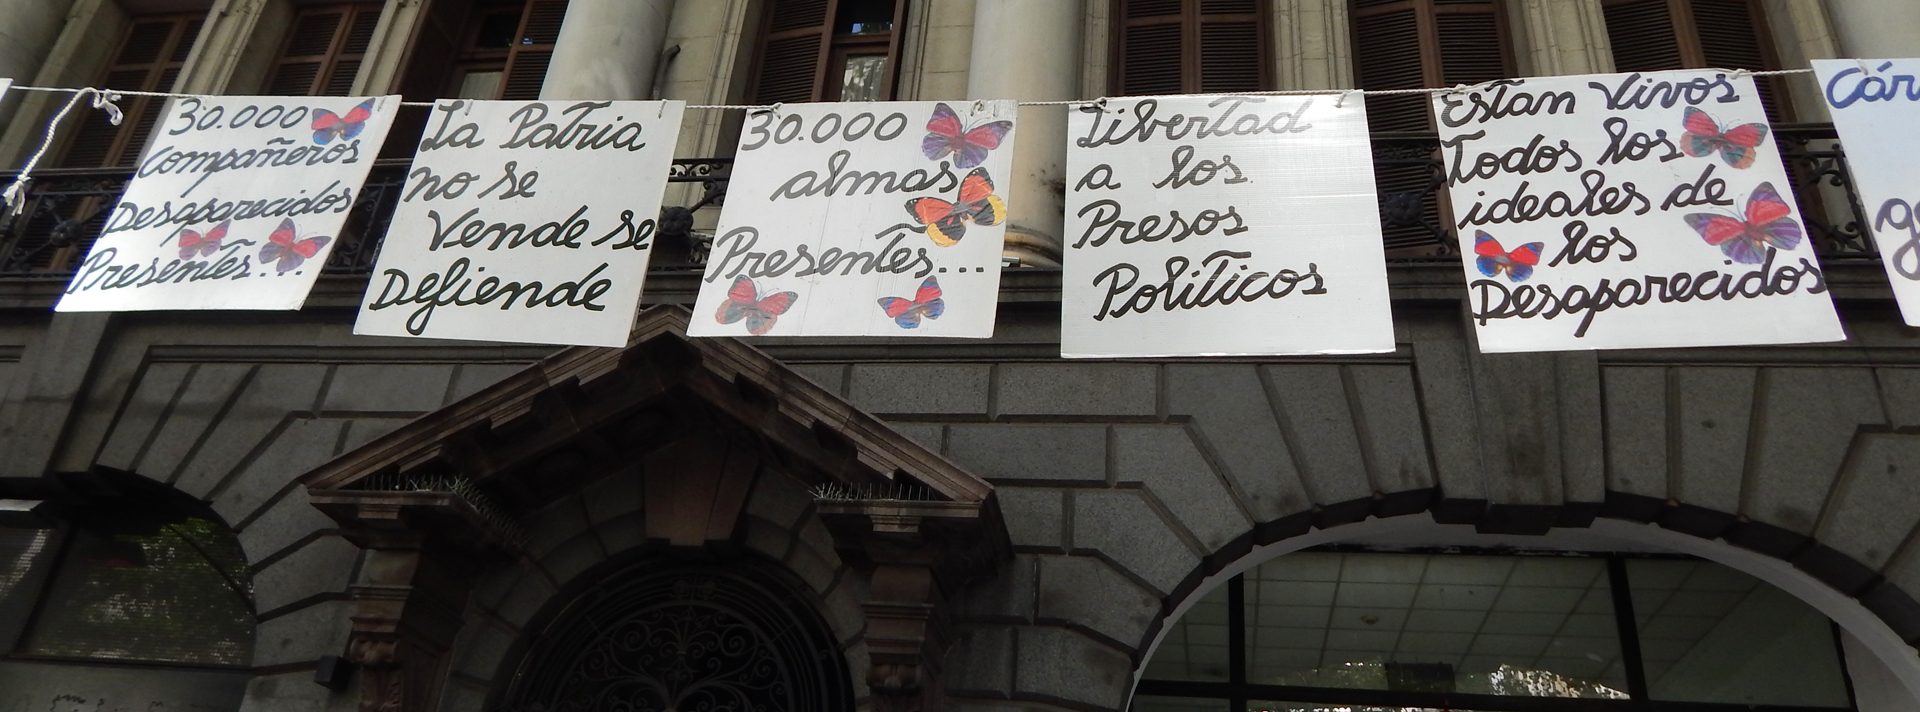 30.000
Compañeros
Desaparecidos
Presentes...
La Patria
no se
Vende se
Defiende
30.000
almas
Presentes...
Libertad
a los
Presos
Políticos
Estan Vivos
Todos los
ideales de
los
Desaparecidos